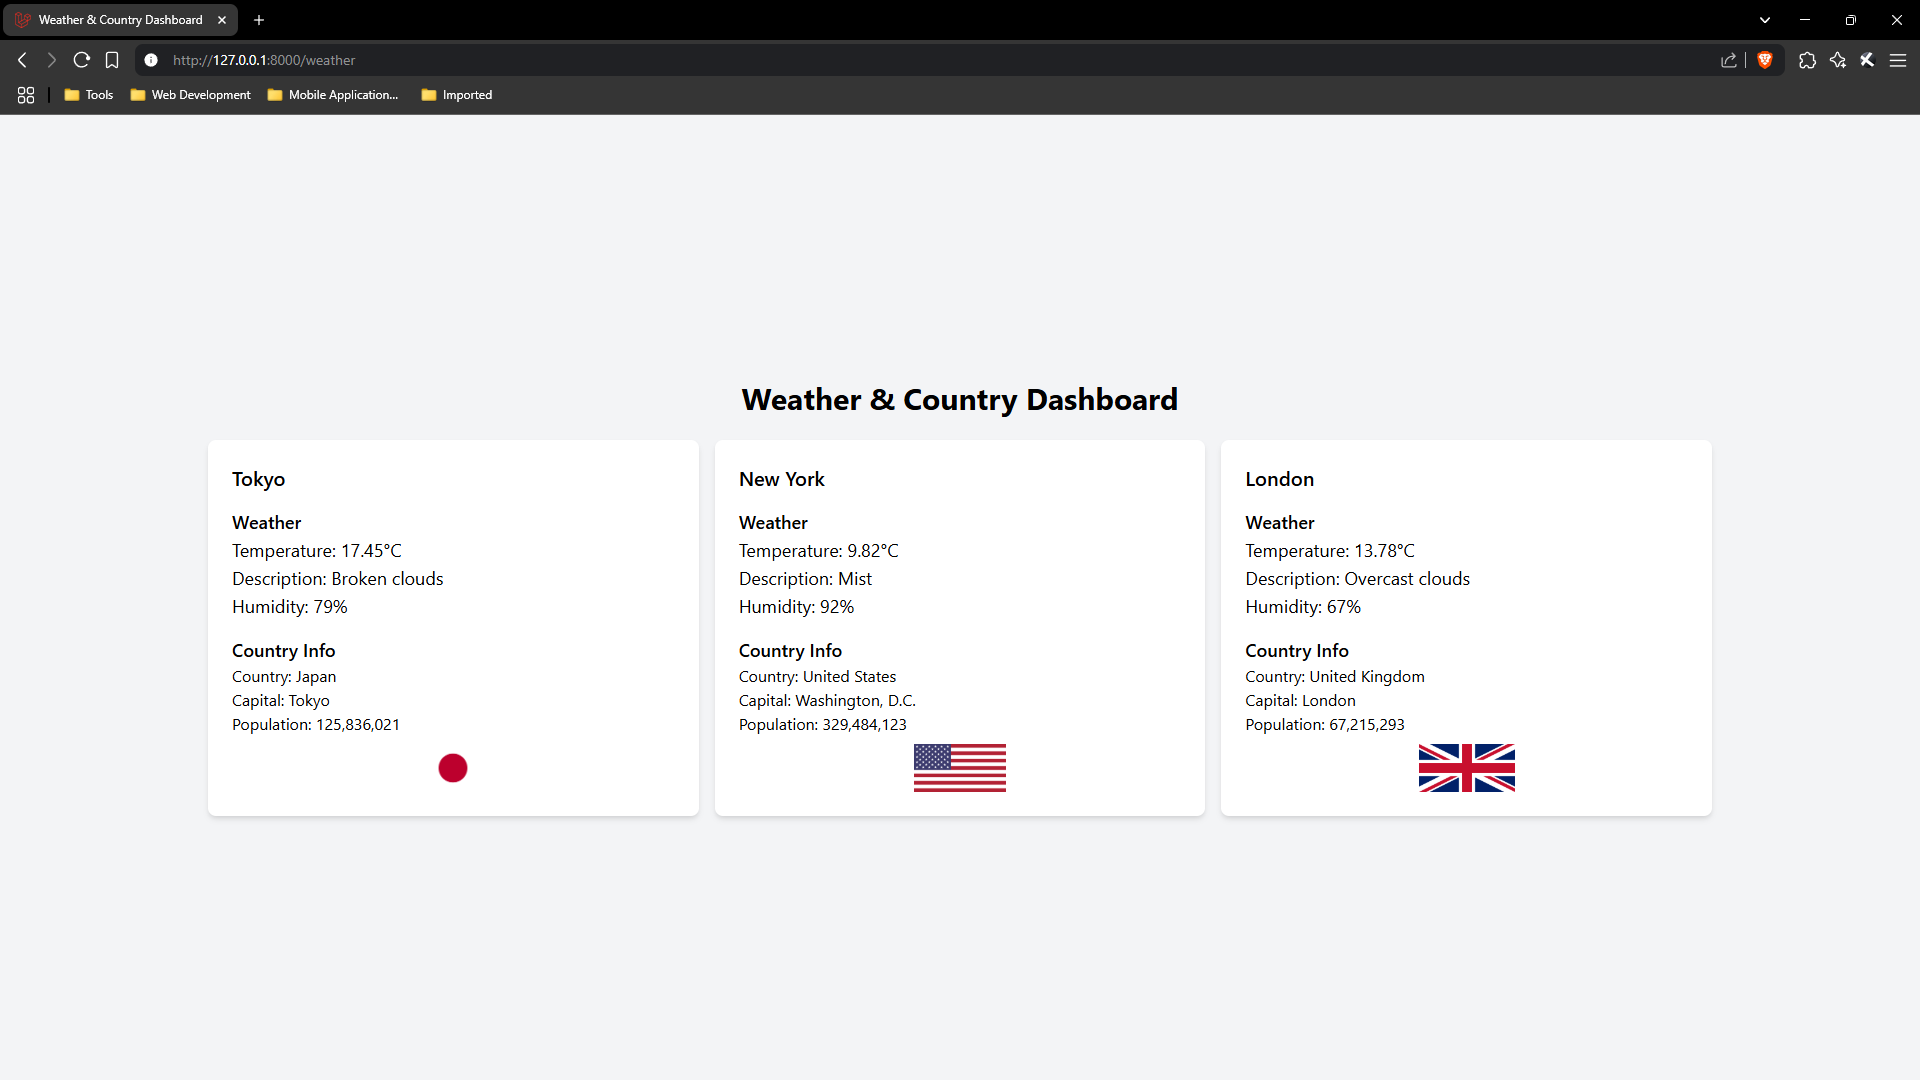 Weather & Country Dashboard
http://127.0.0.1:8000/weather
Tools
Web Development
Mobile Application...
Imported
Weather & Country Dashboard
Tokyo
Weather
Temperature: 17.45°C
Description: Broken clouds
Humidity: 79%
Country Info
Country: Japan
Capital: Tokyo
Population: 125,836,021
New York
Weather
Temperature: 9.82°C
Description: Mist
Humidity: 92%
Country Info
Country: United States
Capital: Washington, D.C.
Population: 329,484,123
London
Weather
Temperature: 13.78°C
Description: Overcast clouds
Humidity: 67%
Country Info
Country: United Kingdom
Capital: London
Population: 67,215,293